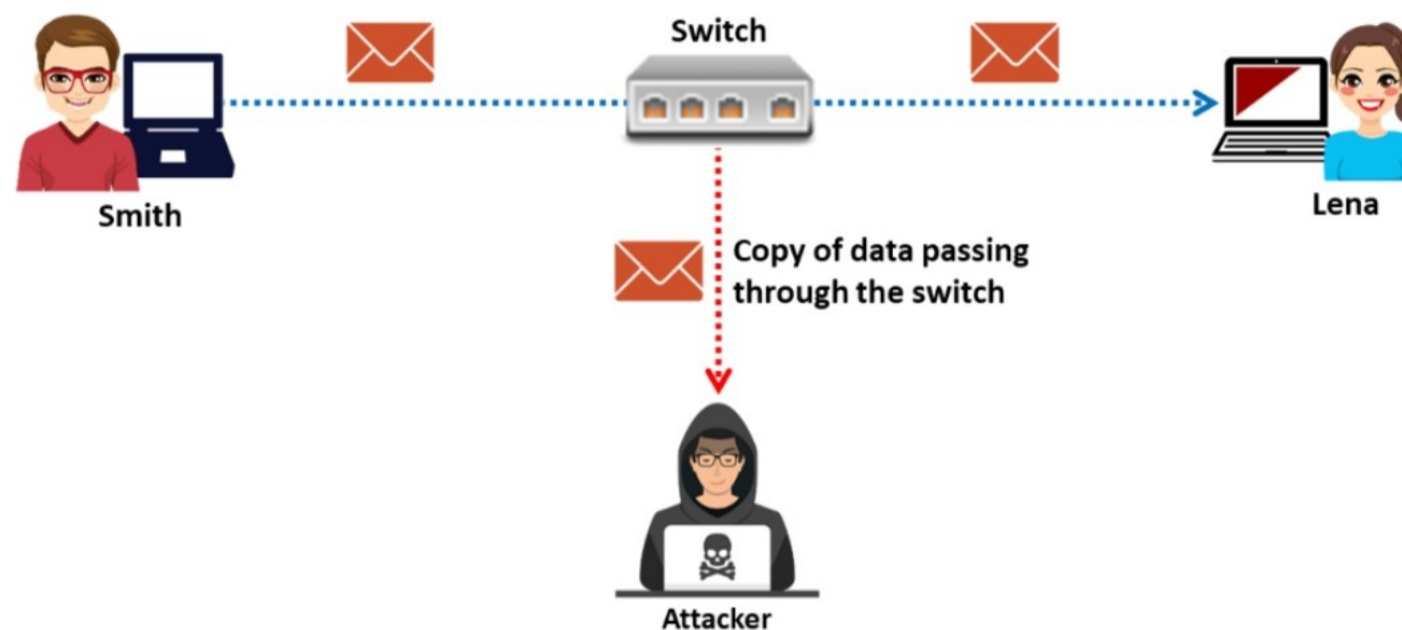 Switch
Smith
Lena
Copy of data passing
through the switch
Attacker